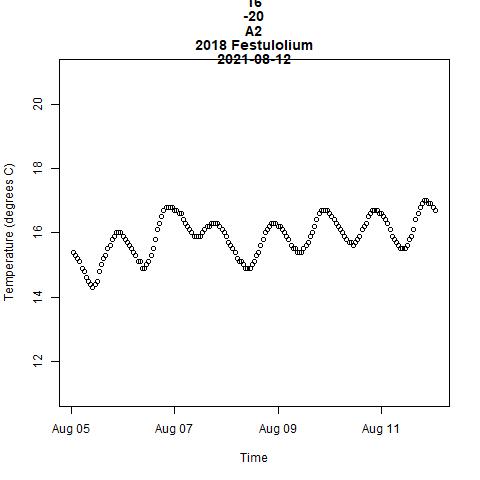 16
-20
A2
2018 Festulolium
2021-08-12
Temperature (degrees C)
20
18
16
14
12
Aug 05
Aug 07
Aug 09
Aug 11
Time